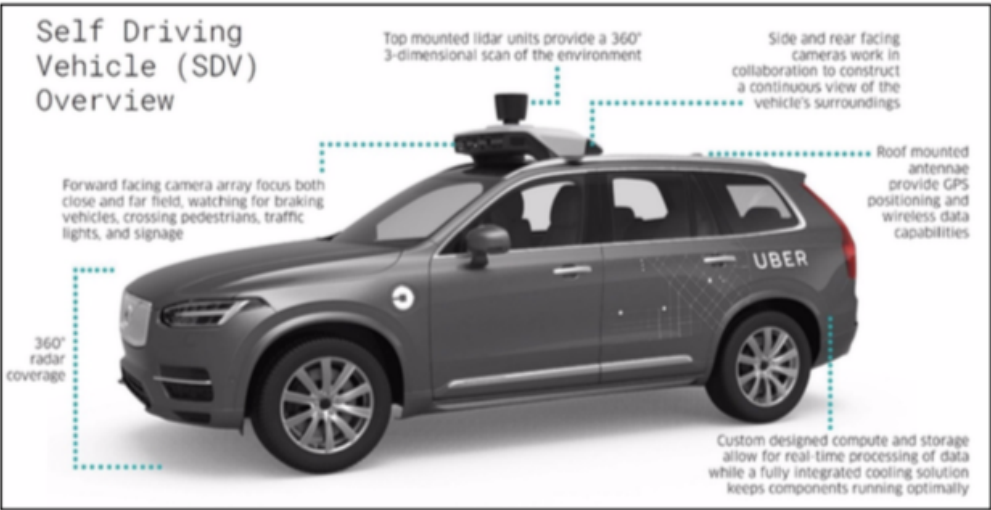 Self Driving
Vehicle (SDV)
Overview
Top mounted lidar units provide a 360°
3-dimensional scan of the environment
Side and rear facing
cameras work in
collaboration to construct
a continuous view of the
vehicle's surroundings
Forward facing camera array focus both
close and far field, watching for braking
vehicles, crossing pedestrians, traffic
lights, and signage
Roof mounted
antennae
provide GPS
positioning and
wireless data
capabilities
UBER
360°
radar
coverage
Custom designed compute and storage
allow for real-time processing of data
while a fully integrated cooling solution
keeps components running optimally